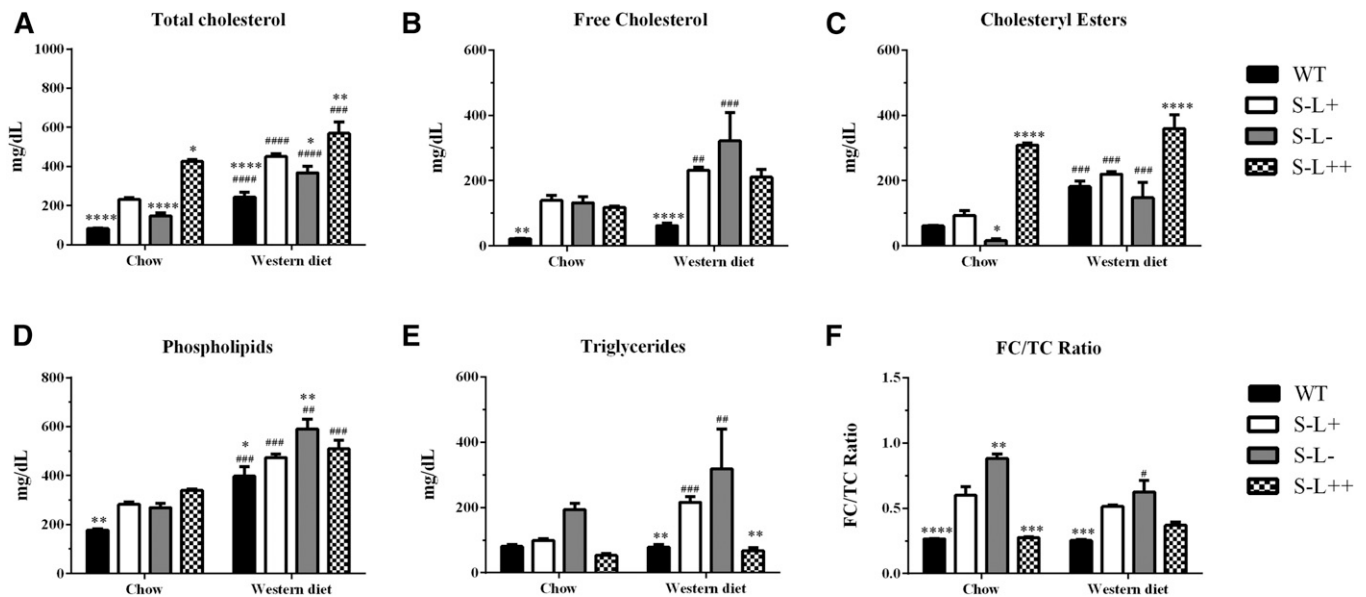 A
Total cholesterol
mg/dL
1000
800
600
400
200
0
****
****
*
****
####
####
*
####
**
###
Chow
Western diet
B
Free Cholesterol
mg/dL
600
400
200
0
**
****
##
###
Chow
Western diet
C
Cholesteryl Esters
mg/dL
600
400
200
0
*
****
###
###
###
****
Chow
Western diet
WT
S-L+
S-L-
S-L++
D
Phospholipids
mg/dL
800
600
400
200
0
**
*
###
###
**
##
###
Chow
Western diet
E
Triglycerides
mg/dL
600
400
200
0
**
###
##
**
Chow
Western diet
F
FC/TC Ratio
FC/TC Ratio
1.5
1.0
0.5
0.0
****
**
***
***
#
Chow
Western diet
WT
S-L+
S-L-
S-L++